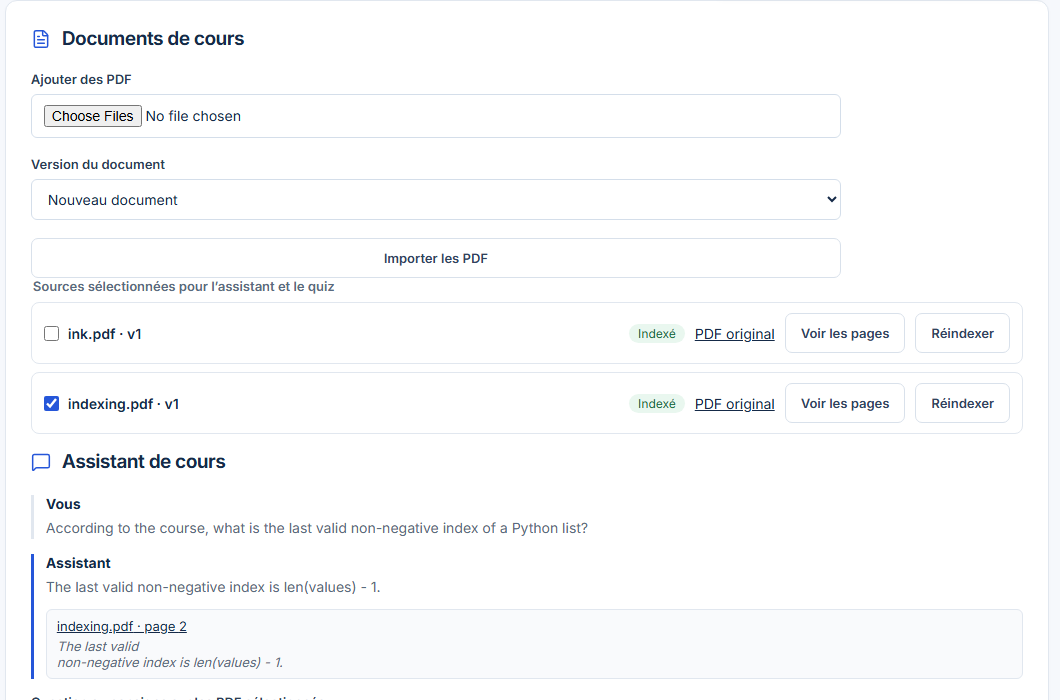 Documents de cours
Ajouter des PDF
Choose Files No file chosen
Version du document
Nouveau document
Importer les PDF
Sources sélectionnées pour l'assistant et le quiz
ink.pdf · v1 Indexé PDF original Voir les pages Réindexer
indexing.pdf · v1 Indexé PDF original Voir les pages Réindexer
Assistant de cours
Vous
According to the course, what is the last valid non-negative index of a Python list?
Assistant
The last valid non-negative index is len(values) - 1.
indexing.pdf · page 2
The last valid
non-negative index is len(values) - 1.